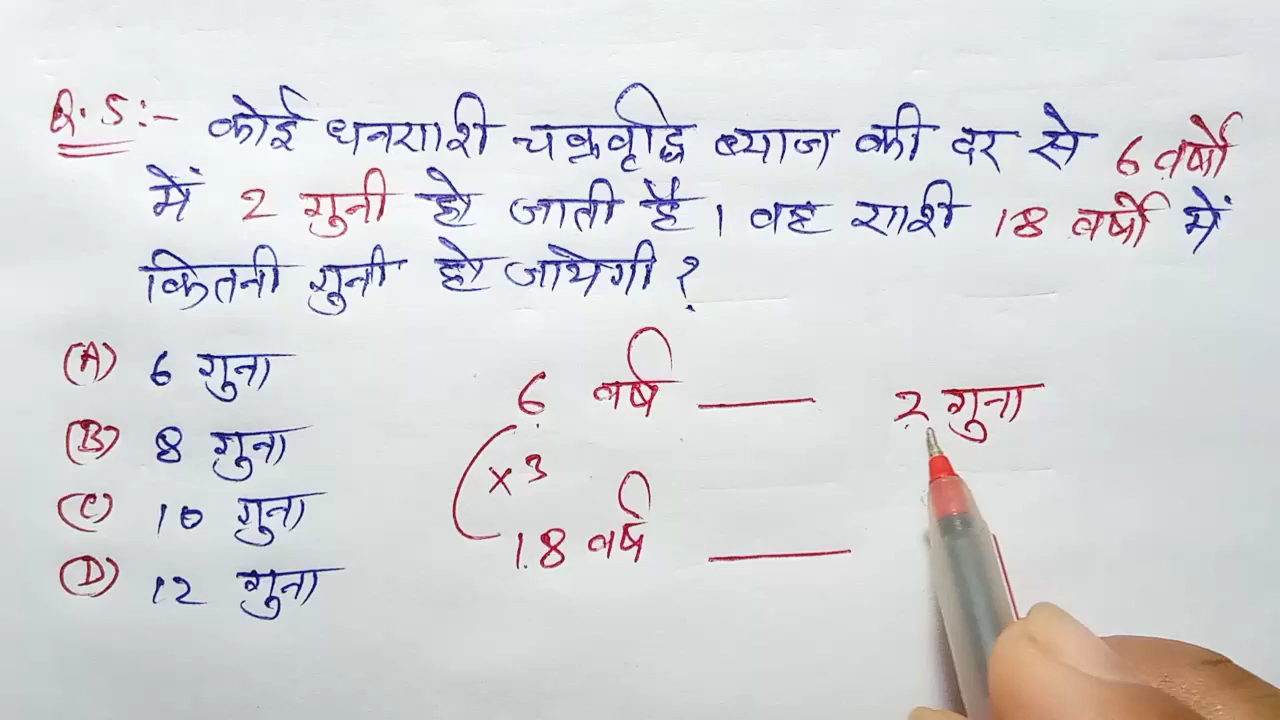 Q.5:- कोई धनराशी चक्रवृद्धि ब्याज की दर से 6 वर्षो
में 2 गुनी हो जाती है। वह राशी 18 वर्षो में
कितनी गुनी हो जायेगी?
(A) 6 गुना
(B) 8 गुना
(C) 10 गुना
(D) 12 गुना
6 वर्ष — 2 गुना
×3
18 वर्ष —